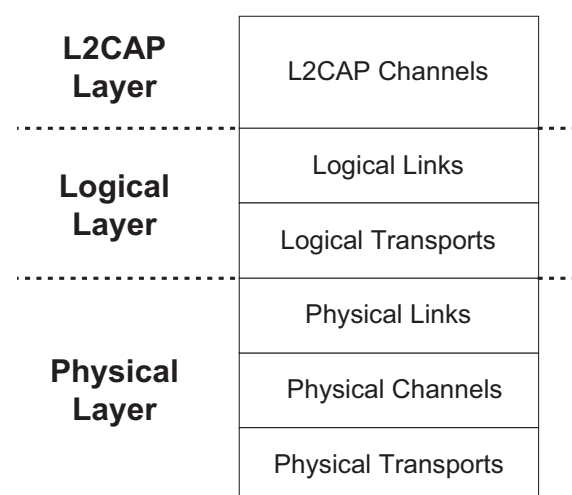 L2CAP
Layer
L2CAP Channels
Logical
Layer
Logical Links
Logical Transports
Physical
Layer
Physical Links
Physical Channels
Physical Transports